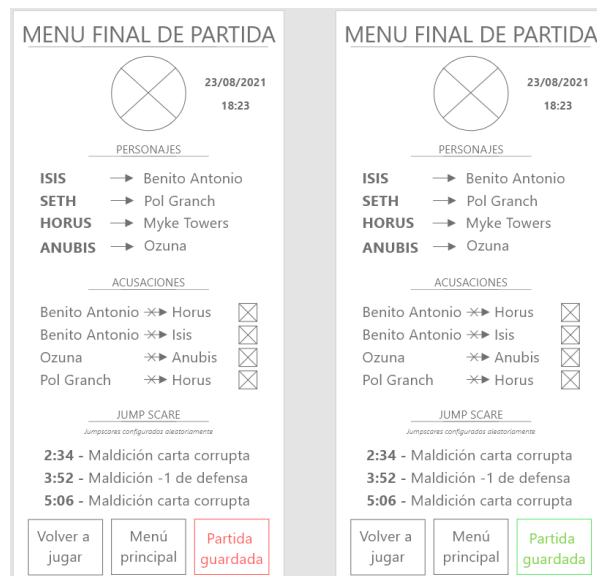 MENU FINAL DE PARTIDA
23/08/2021
18:23
PERSONAJES
ISIS Benito Antonio
SETH Pol Granch
HORUS Myke Towers
ANUBIS Ozuna
ACUSACIONES
Benito Antonio Horus
Benito Antonio Isis
Ozuna Anubis
Pol Granch Horus
JUMP SCARE
Jumpscares configurados aleatoriamente
2:34 - Maldición carta corrupta
3:52 - Maldición -1 de defensa
5:06 - Maldición carta corrupta
Volver a jugar
Menú principal
Partida guardada
MENU FINAL DE PARTIDA
23/08/2021
18:23
PERSONAJES
ISIS Benito Antonio
SETH Pol Granch
HORUS Myke Towers
ANUBIS Ozuna
ACUSACIONES
Benito Antonio Horus
Benito Antonio Isis
Ozuna Anubis
Pol Granch Horus
JUMP SCARE
Jumpscares configurados aleatoriamente
2:34 - Maldición carta corrupta
3:52 - Maldición -1 de defensa
5:06 - Maldición carta corrupta
Volver a jugar
Menú principal
Partida guardada